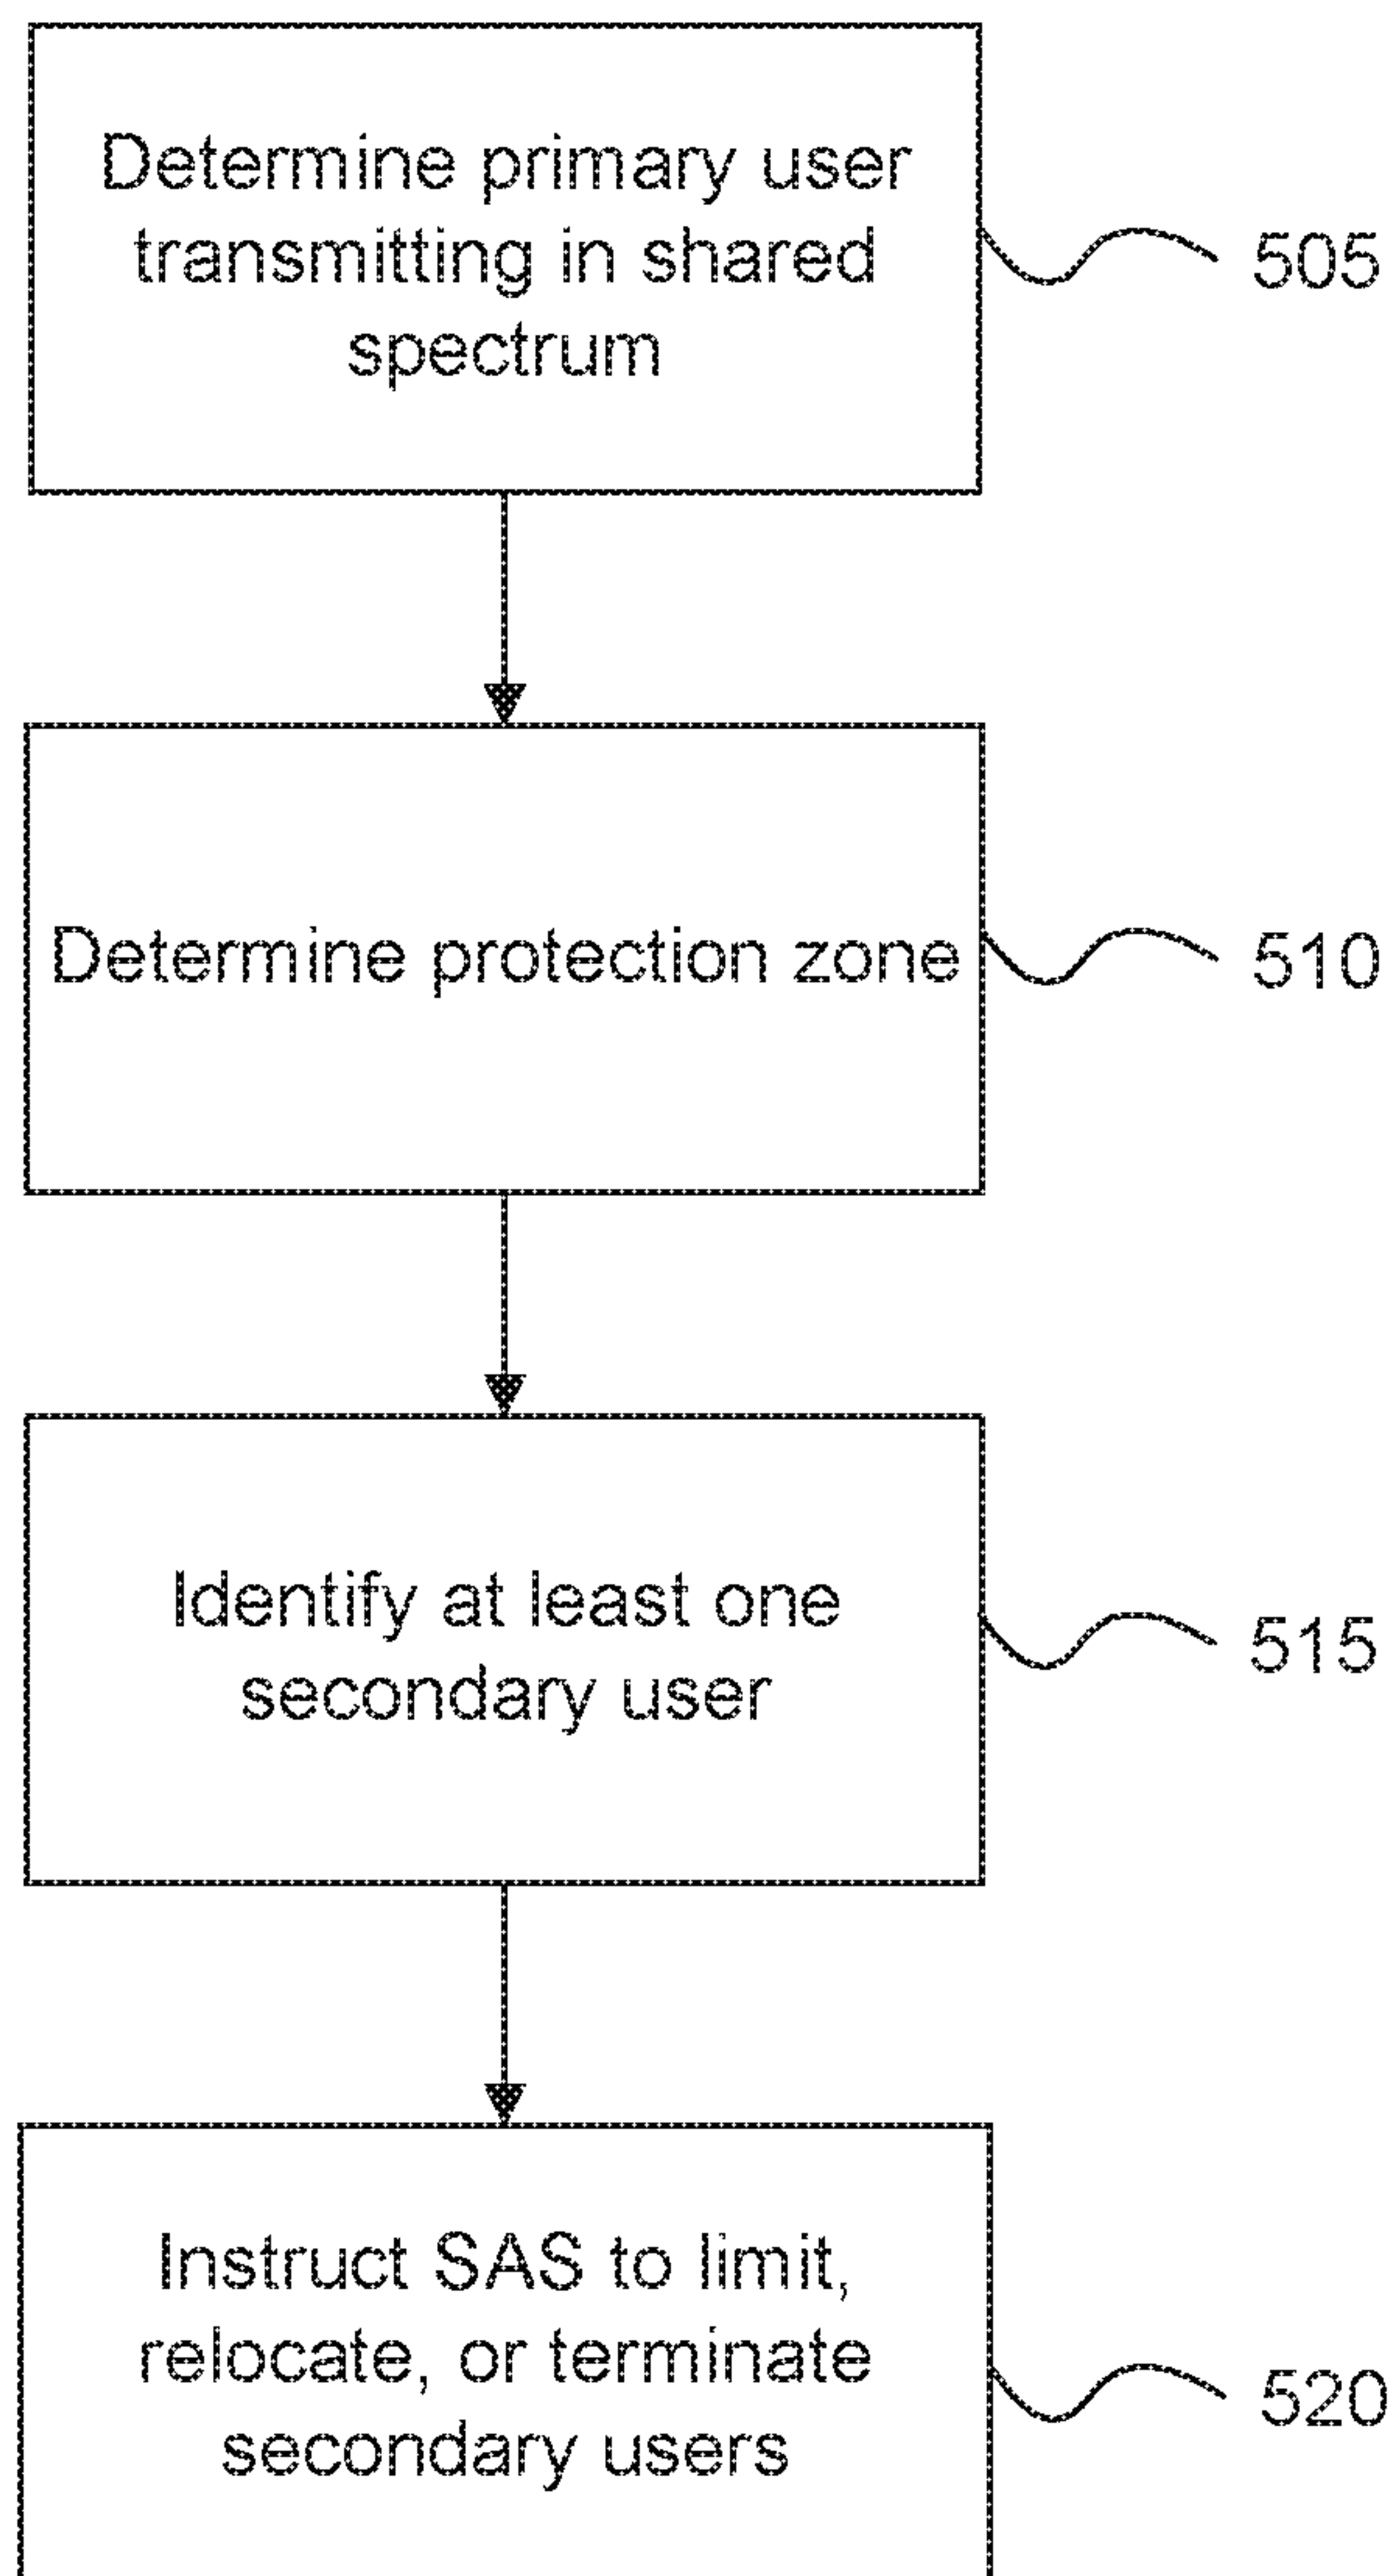 Determine primary user
transmitting in shared
spectrum
505
Determine protection zone
510
Identify at least one
secondary user
515
Instruct SAS to limit,
relocate, or terminate
secondary users
520